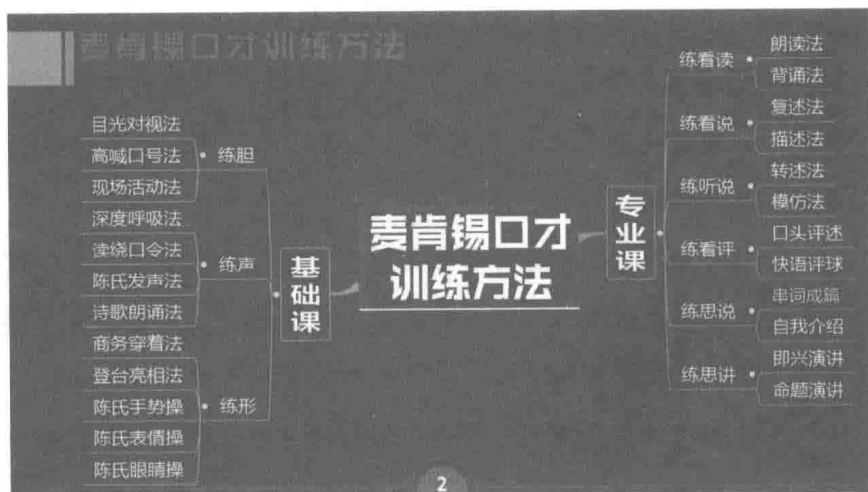 麦肯锡口才训练方法
目光对视法
高喊口号法
现场活动法
练胆
深度呼吸法
读绕口令法
陈氏发声法
诗歌朗诵法
练声
商务穿着法
登台亮相法
陈氏手势操
陈氏表情操
陈氏眼睛操
练形
基础课
麦肯锡口才
训练方法
专业课
练看读
朗读法
背诵法
练看说
复述法
描述法
练听说
转述法
模仿法
练看评
口头评述
快语评球
练思说
串词成篇
自我介绍
练思讲
即兴演讲
命题演讲
2